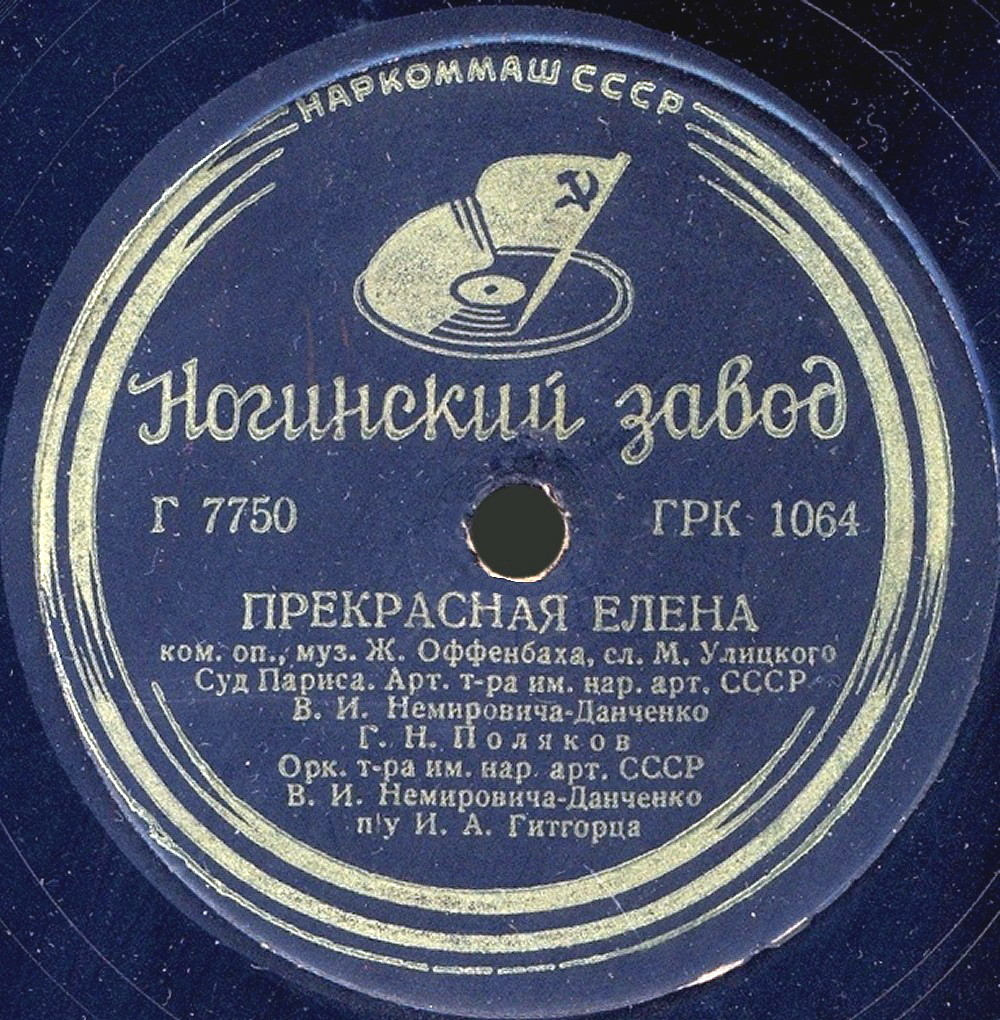 НАРКОММАШ СССР
Ногинский завод
Г 7750 ГРК 1064
ПРЕКРАСНАЯ ЕЛЕНА
ком. оп., муз. Ж. Оффенбаха, сл. М. Улицкого
Суд Париса. Арт. т-ра им. нар. арт. СССР
В. И. Немировича-Данченко
Г. Н. Поляков
Орк. т-ра им. нар. арт. СССР
В. И. Немировича-Данченко
п/у И. А. Гитгорца